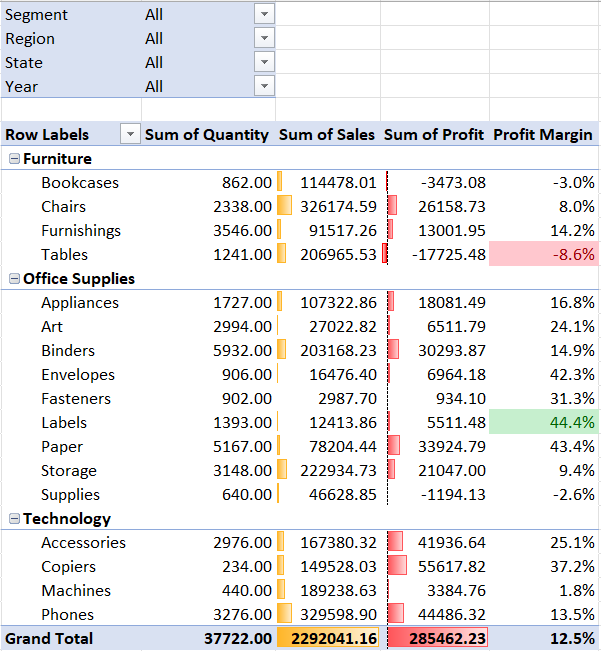 Segment All
Region All
State All
Year All
Row Labels Sum of Quantity Sum of Sales Sum of Profit Profit Margin
Furniture
Bookcases 862.00 114478.01 -3473.08 -3.0%
Chairs 2338.00 326174.59 26158.73 8.0%
Furnishings 3546.00 91517.26 13001.95 14.2%
Tables 1241.00 206965.53 -17725.48 -8.6%
Office Supplies
Appliances 1727.00 107322.86 18081.49 16.8%
Art 2994.00 27022.82 6511.79 24.1%
Binders 5932.00 203168.23 30293.87 14.9%
Envelopes 906.00 16476.40 6964.18 42.3%
Fasteners 902.00 2987.70 934.10 31.3%
Labels 1393.00 12413.86 5511.48 44.4%
Paper 5167.00 78204.44 33924.79 43.4%
Storage 3148.00 222934.73 21047.00 9.4%
Supplies 640.00 46628.85 -1194.13 -2.6%
Technology
Accessories 2976.00 167380.32 41936.64 25.1%
Copiers 234.00 149528.03 55617.82 37.2%
Machines 440.00 189238.63 3384.76 1.8%
Phones 3276.00 329598.90 44486.32 13.5%
Grand Total 37722.00 2292041.16 285462.23 12.5%